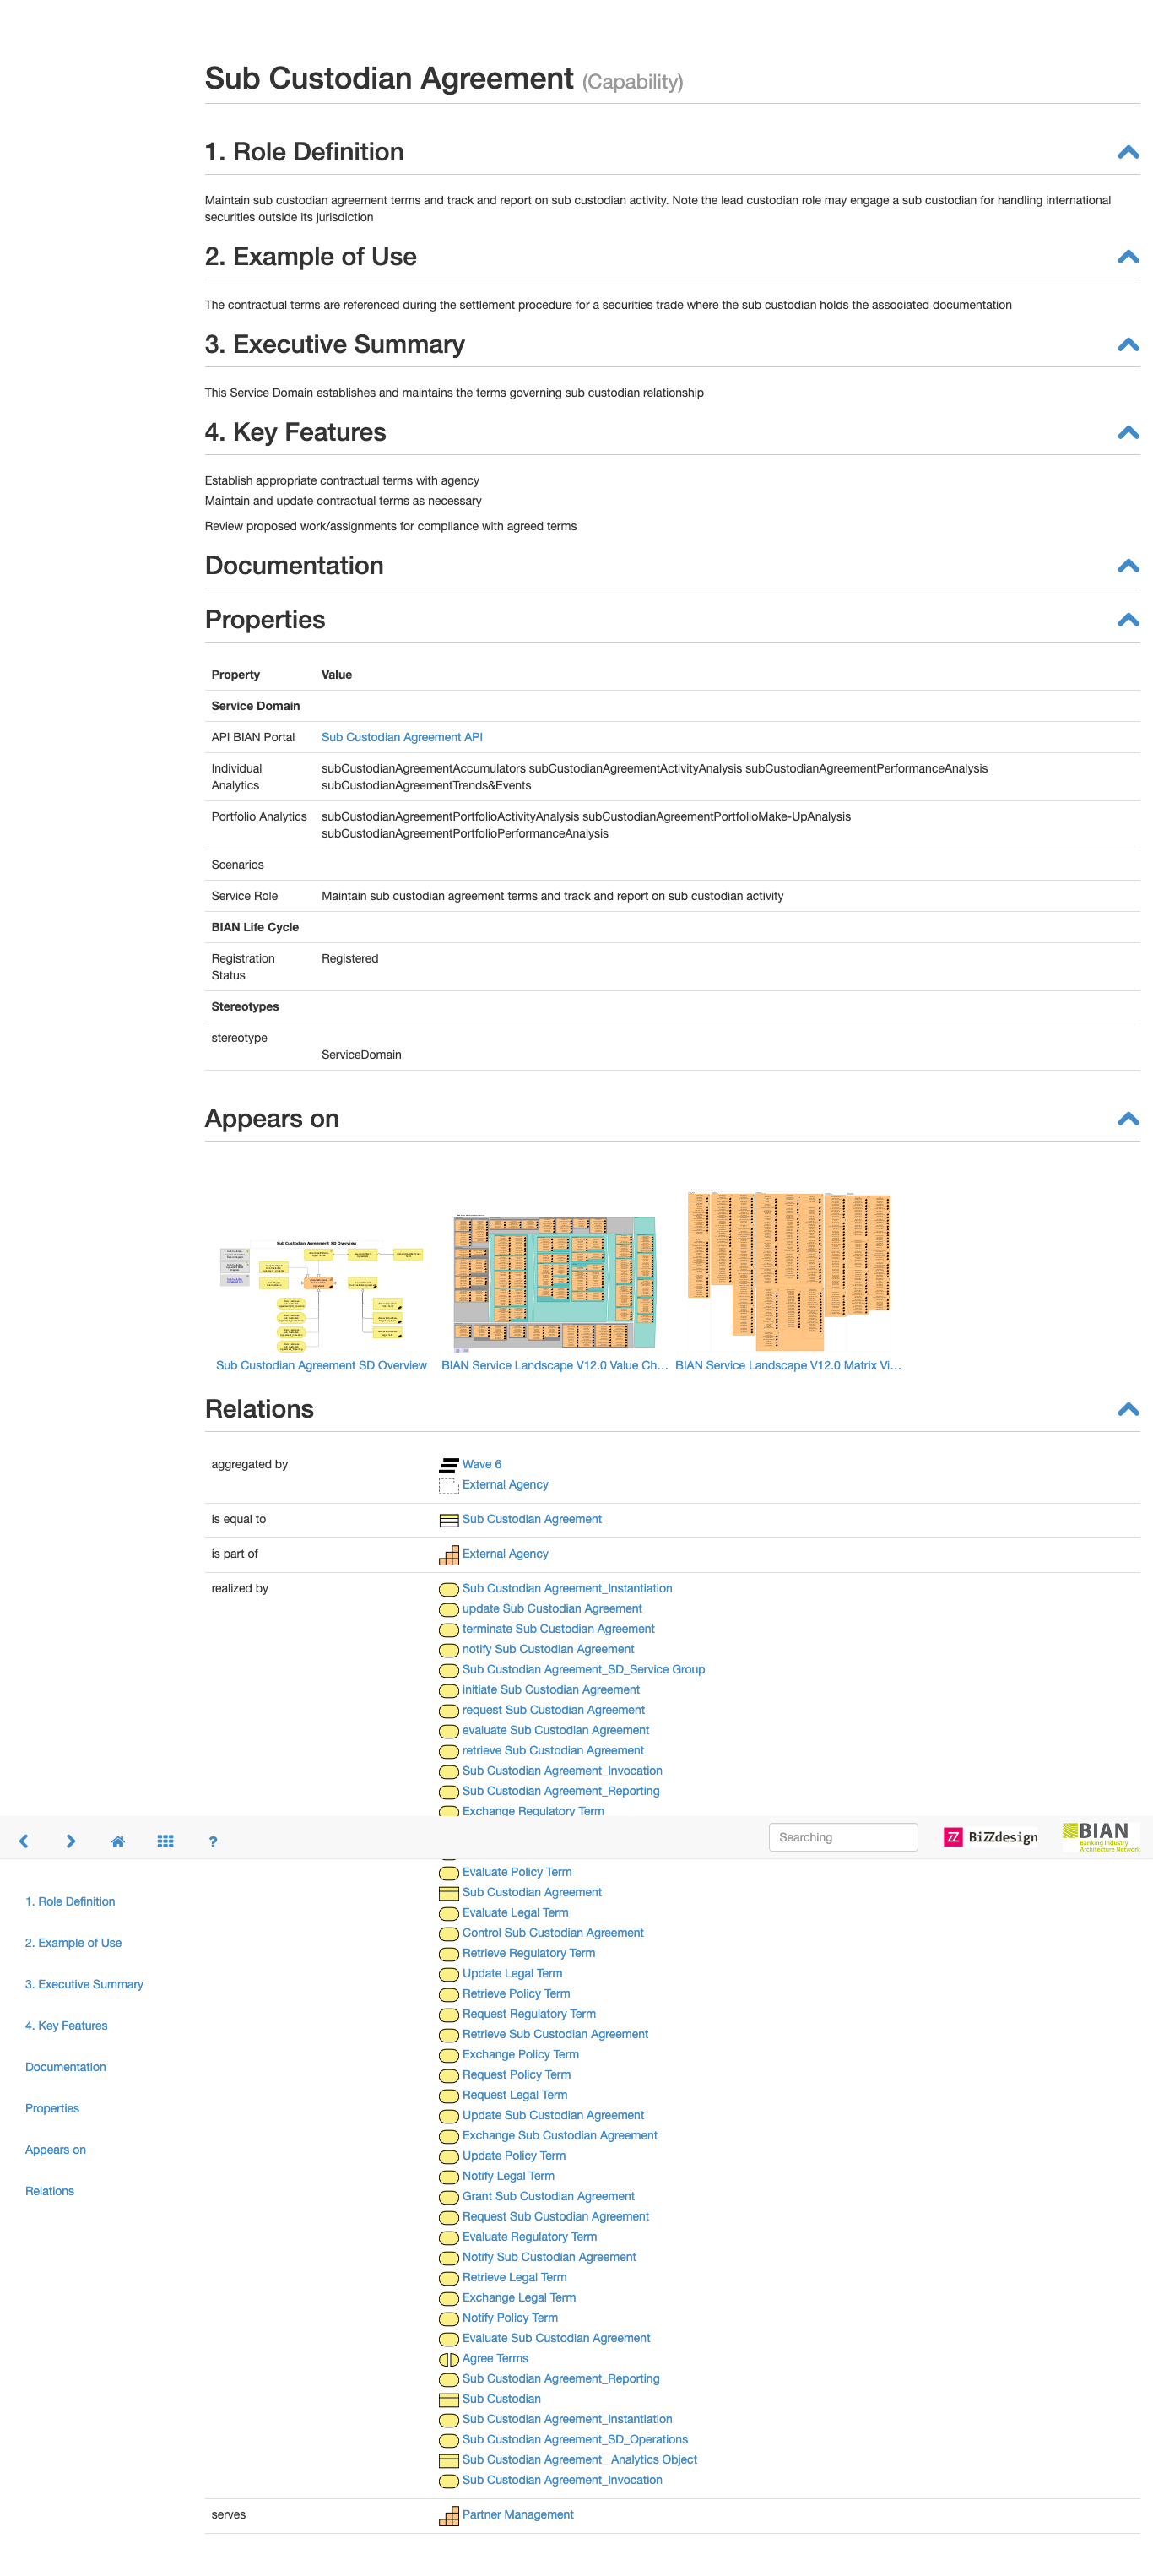 Sub Custodian Agreement (Capability)
1. Role Definition
Maintain sub custodian agreement terms and track and report on sub custodian activity. Note the lead custodian role may engage a sub custodian for handling international
securities outside its jurisdiction
2. Example of Use
The contractual terms are referenced during the settlement procedure for a securities trade where the sub custodian holds the associated documentation
3. Executive Summary
This Service Domain establishes and maintains the terms governing sub custodian relationship
4. Key Features
Establish appropriate contractual terms with agency
Maintain and update contractual terms as necessary
Review proposed work/assignments for compliance with agreed terms
Documentation
Properties
Property Value
Service Domain
API BIAN Portal Sub Custodian Agreement API
Individual Analytics subCustodianAgreementAccumulators subCustodianAgreementActivityAnalysis subCustodianAgreementPerformanceAnalysis
subCustodianAgreementTrends&Events
Portfolio Analytics subCustodianAgreementPortfolioActivityAnalysis subCustodianAgreementPortfolioMake-UpAnalysis
subCustodianAgreementPortfolioPerformanceAnalysis
Scenarios
Service Role Maintain sub custodian agreement terms and track and report on sub custodian activity
BIAN Life Cycle
Registration Status Registered
Stereotypes
stereotype
ServiceDomain
Appears on
Sub Custodian Agreement SD Overview
Sub Custodian Agreement SD Overview BIAN Service Landscape V12.0 Value Ch... BIAN Service Landscape V12.0 Matrix Vi...
Relations
aggregated by Wave 6
External Agency
is equal to Sub Custodian Agreement
is part of External Agency
realized by Sub Custodian Agreement_Instantiation
update Sub Custodian Agreement
terminate Sub Custodian Agreement
notify Sub Custodian Agreement
Sub Custodian Agreement_SD_Service Group
initiate Sub Custodian Agreement
request Sub Custodian Agreement
evaluate Sub Custodian Agreement
retrieve Sub Custodian Agreement
Sub Custodian Agreement_Invocation
Sub Custodian Agreement_Reporting
Exchange Regulatory Term
? Searching BiZZdesign BIAN
Banking Industry
Architecture Network
Evaluate Policy Term
Sub Custodian Agreement
Evaluate Legal Term
Control Sub Custodian Agreement
Retrieve Regulatory Term
Update Legal Term
Retrieve Policy Term
Request Regulatory Term
Retrieve Sub Custodian Agreement
Exchange Policy Term
Request Policy Term
Request Legal Term
Update Sub Custodian Agreement
Exchange Sub Custodian Agreement
Update Policy Term
Notify Legal Term
Grant Sub Custodian Agreement
Request Sub Custodian Agreement
Evaluate Regulatory Term
Notify Sub Custodian Agreement
Retrieve Legal Term
Exchange Legal Term
Notify Policy Term
Evaluate Sub Custodian Agreement
Agree Terms
Sub Custodian Agreement_Reporting
Sub Custodian
Sub Custodian Agreement_Instantiation
Sub Custodian Agreement_SD_Operations
Sub Custodian Agreement_ Analytics Object
Sub Custodian Agreement_Invocation
serves Partner Management
1. Role Definition
2. Example of Use
3. Executive Summary
4. Key Features
Documentation
Properties
Appears on
Relations